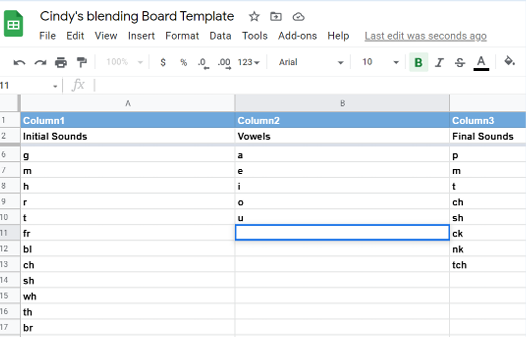 Cindy's blending Board Template
File Edit View Insert Format Data Tools Add-ons Help Last edit was seconds ago
100% $ % .0 .00 123 Arial 10 B I S A
11 fx
A B
1 Column1 Column2 Column3
2 Initial Sounds Vowels Final Sounds
6 g a p
7 m e m
8 h i t
9 r o ch
10 t u sh
11 fr ck
12 bl nk
13 ch tch
14 sh
15 wh
16 th
17 br